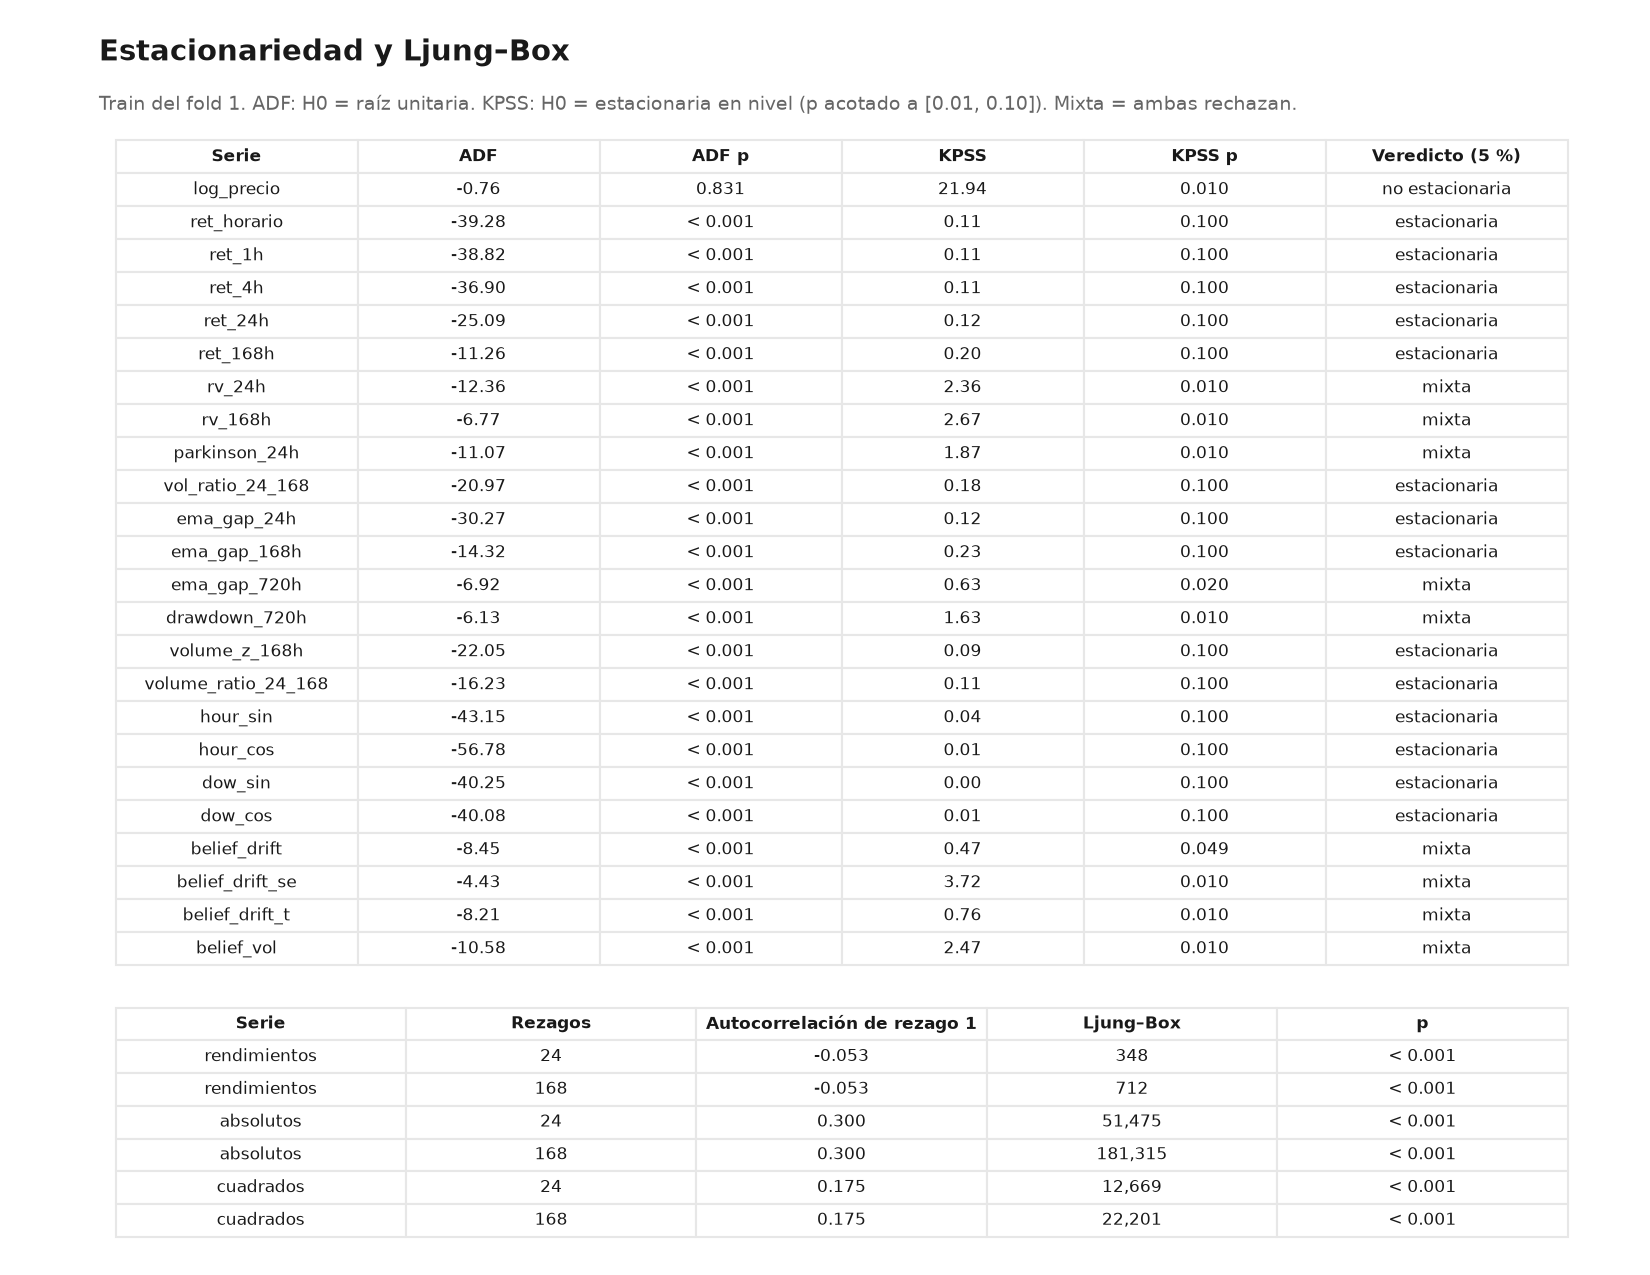 Estacionariedad y Ljung–Box
Train del fold 1. ADF: H0 = raíz unitaria. KPSS: H0 = estacionaria en nivel (p acotado a [0.01, 0.10]). Mixta = ambas rechazan.
Serie ADF ADF p KPSS KPSS p Veredicto (5 %)
log_precio -0.76 0.831 21.94 0.010 no estacionaria
ret_horario -39.28 < 0.001 0.11 0.100 estacionaria
ret_1h -38.82 < 0.001 0.11 0.100 estacionaria
ret_4h -36.90 < 0.001 0.11 0.100 estacionaria
ret_24h -25.09 < 0.001 0.12 0.100 estacionaria
ret_168h -11.26 < 0.001 0.20 0.100 estacionaria
rv_24h -12.36 < 0.001 2.36 0.010 mixta
rv_168h -6.77 < 0.001 2.67 0.010 mixta
parkinson_24h -11.07 < 0.001 1.87 0.010 mixta
vol_ratio_24_168 -20.97 < 0.001 0.18 0.100 estacionaria
ema_gap_24h -30.27 < 0.001 0.12 0.100 estacionaria
ema_gap_168h -14.32 < 0.001 0.23 0.100 estacionaria
ema_gap_720h -6.92 < 0.001 0.63 0.020 mixta
drawdown_720h -6.13 < 0.001 1.63 0.010 mixta
volume_z_168h -22.05 < 0.001 0.09 0.100 estacionaria
volume_ratio_24_168 -16.23 < 0.001 0.11 0.100 estacionaria
hour_sin -43.15 < 0.001 0.04 0.100 estacionaria
hour_cos -56.78 < 0.001 0.01 0.100 estacionaria
dow_sin -40.25 < 0.001 0.00 0.100 estacionaria
dow_cos -40.08 < 0.001 0.01 0.100 estacionaria
belief_drift -8.45 < 0.001 0.47 0.049 mixta
belief_drift_se -4.43 < 0.001 3.72 0.010 mixta
belief_drift_t -8.21 < 0.001 0.76 0.010 mixta
belief_vol -10.58 < 0.001 2.47 0.010 mixta
Serie Rezagos Autocorrelación de rezago 1 Ljung–Box p
rendimientos 24 -0.053 348 < 0.001
rendimientos 168 -0.053 712 < 0.001
absolutos 24 0.300 51,475 < 0.001
absolutos 168 0.300 181,315 < 0.001
cuadrados 24 0.175 12,669 < 0.001
cuadrados 168 0.175 22,201 < 0.001